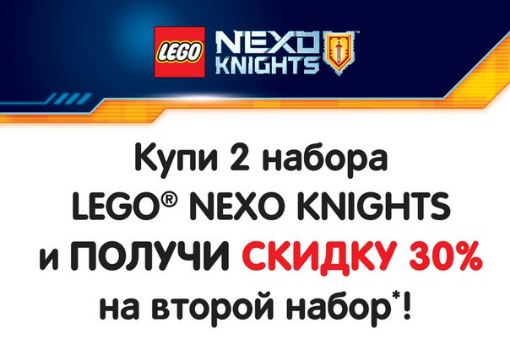 LEGO NEXO
KNIGHTS
Купи 2 набора
LEGO® NEXO KNIGHTS
и ПОЛУЧИ СКИДКУ 30%
на второй набор*!